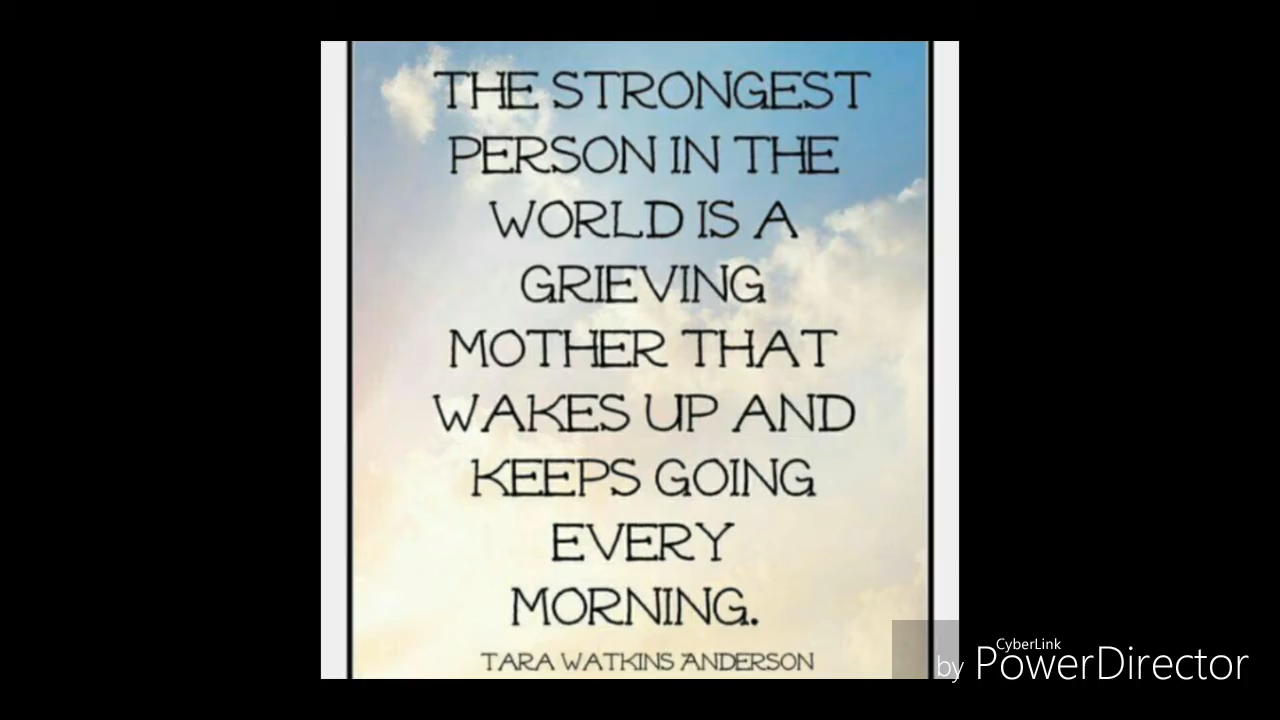 THE STRONGEST
PERSON IN THE
WORLD IS A
GRIEVING
MOTHER THAT
WAKES UP AND
KEEPS GOING
EVERY
MORNING.
TARA WATKINS ANDERSON
CyberLink
by PowerDirector